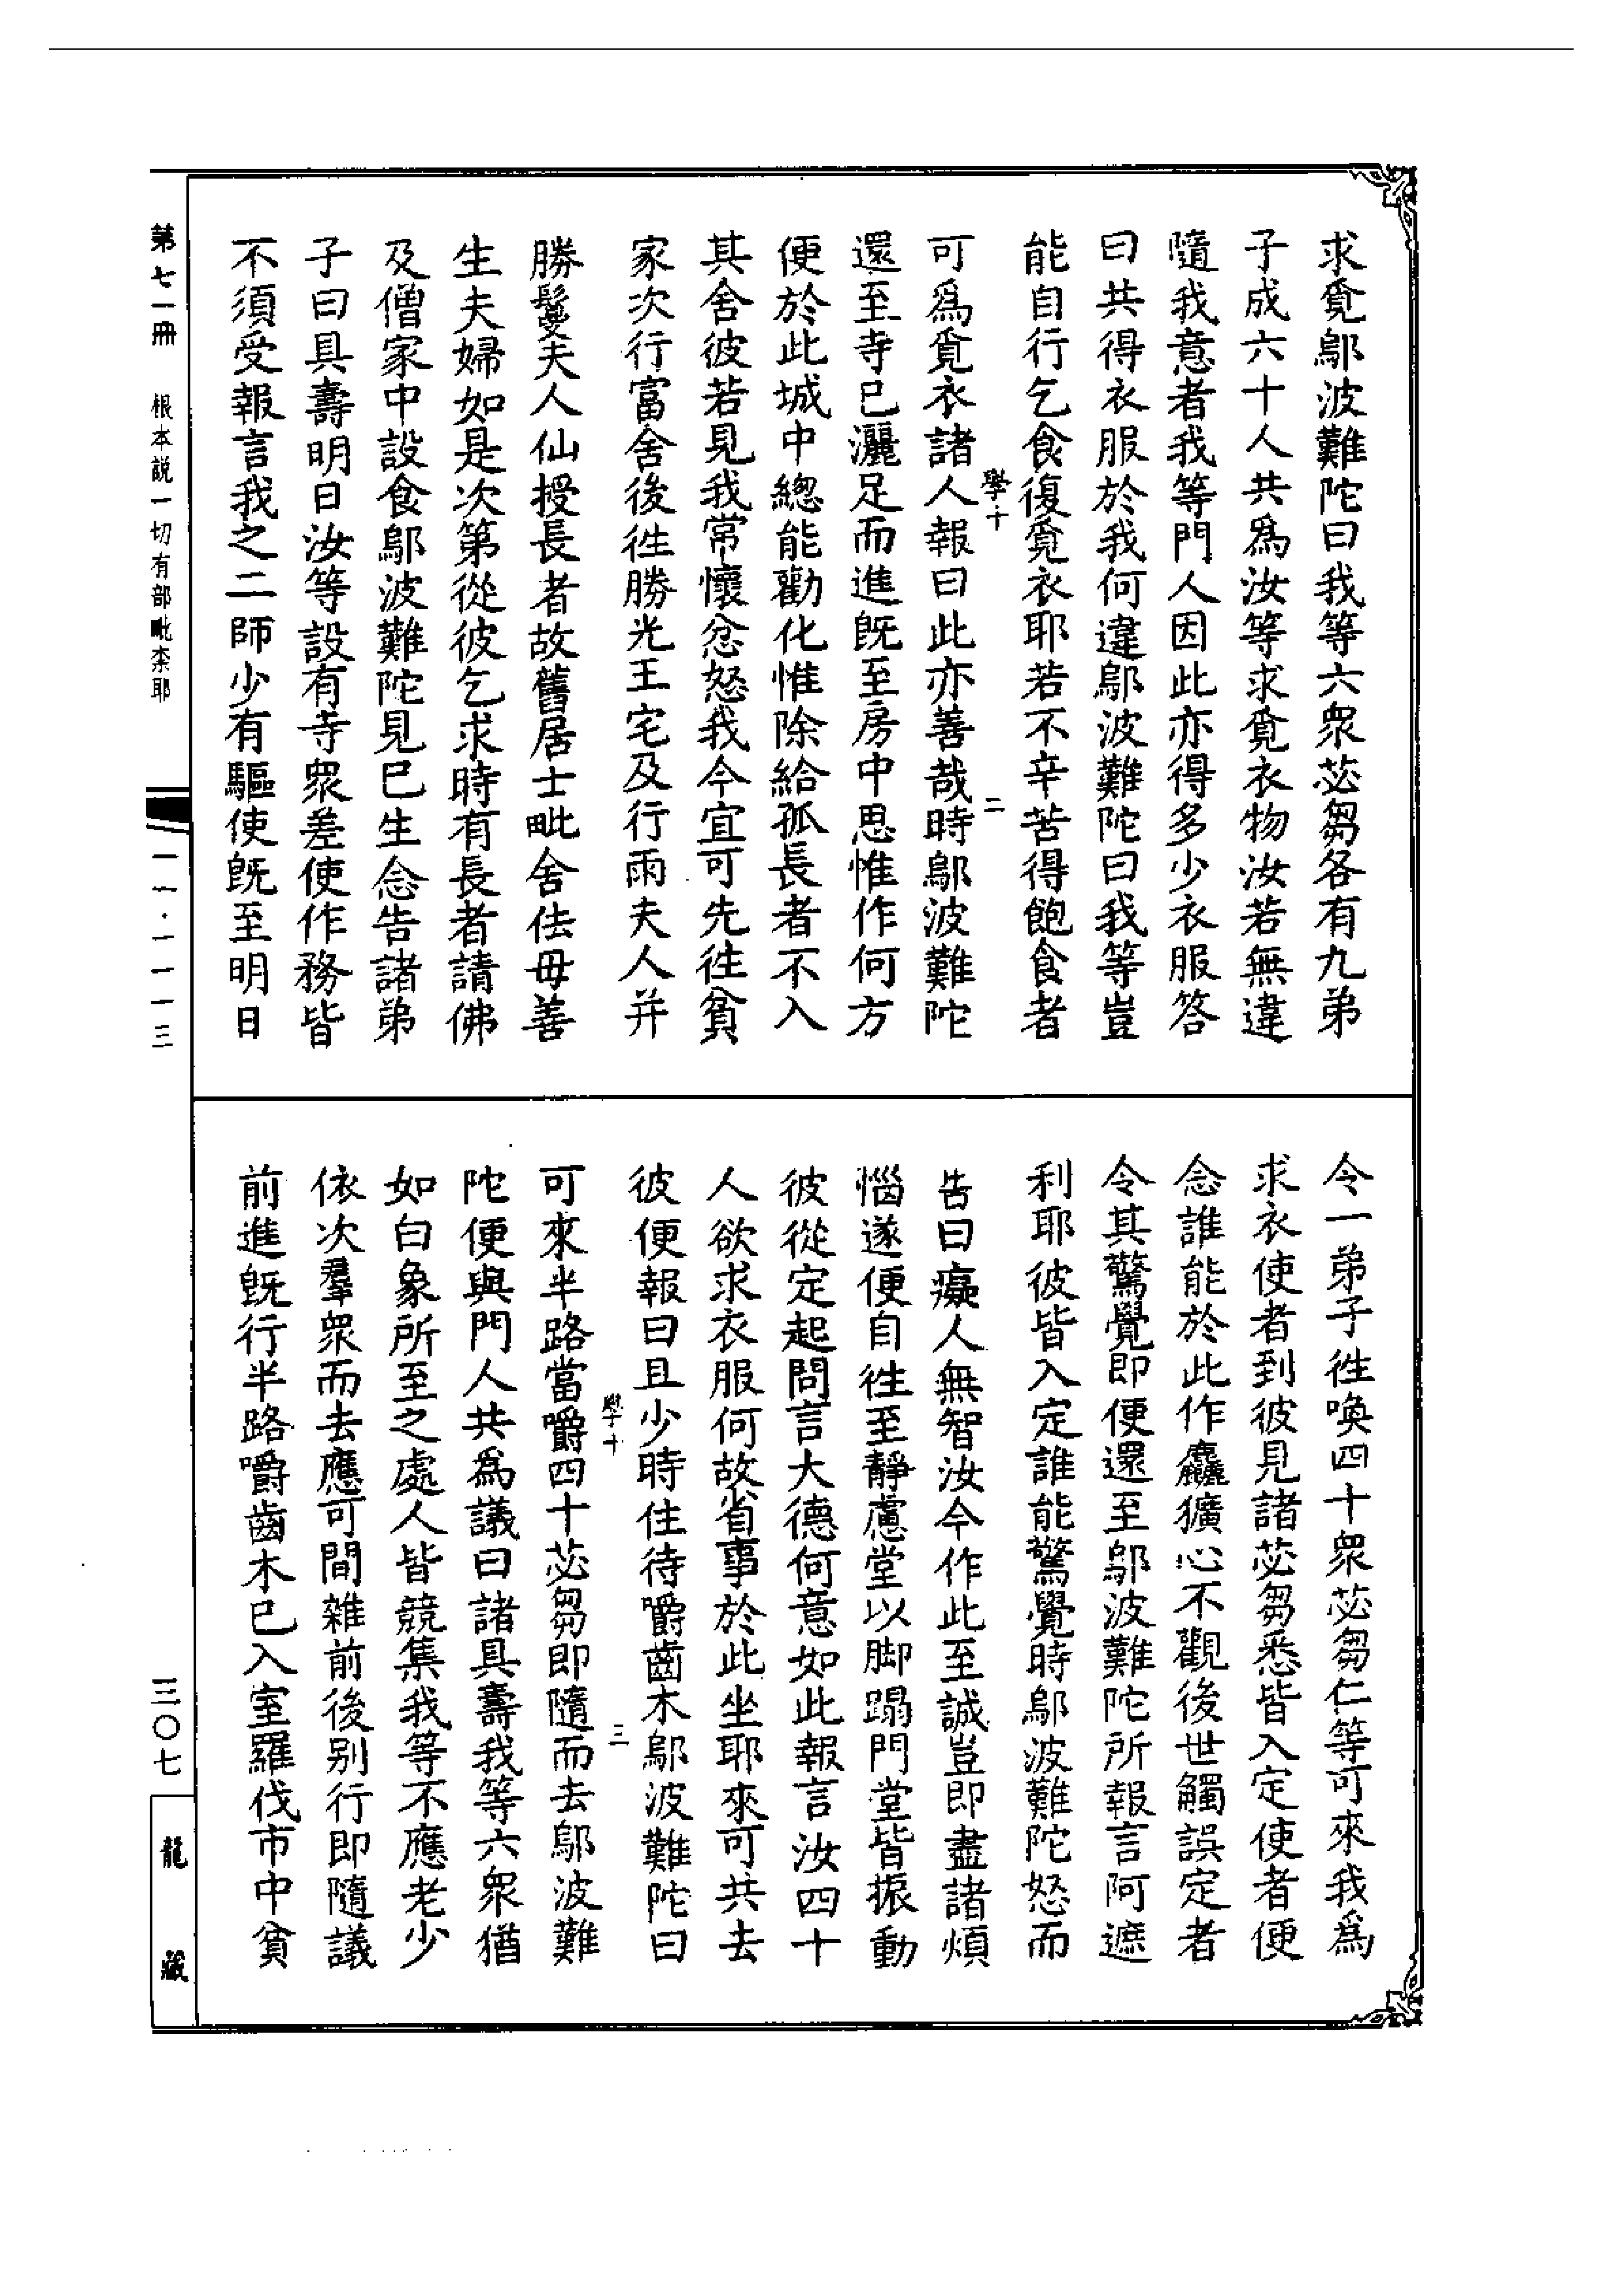 求覓鄔波難陀曰我等六衆苾芻各有九弟
子成六十人共爲汝等求覓衣物汝若無違
隨我意者我等門人因此亦得多少衣服答
曰共得衣服於我何違鄔波難陀曰我等豈
能自行乞食復覓衣耶若不辛苦得飽食者
學十
二
可爲覓衣諸人報曰此亦善哉時鄔波難陀
還至寺已灑足而進既至房中思惟作何方
便於此城中總能勸化惟除給孤長者不入
其舍彼若見我常懷忿怒我今宜可先往貧
家次行富舍後往勝光王宅及行雨夫人并
勝鬘夫人仙授長者故舊居士毗舍佉母善
生夫婦如是次第從彼乞求時有長者請佛
及僧家中設食鄔波難陀見已生念告諸弟
子曰具壽明日汝等設有寺衆差使作務皆
不須受報言我之二師少有驅使既至明日
令一弟子往喚四十衆苾芻仁等可來我爲
求衣使者到彼見諸苾芻悉皆入定使者便
念誰能於此作麤獷心不觀後世觸誤定者
令其驚覺即便還至鄔波難陀所報言阿遮
利耶彼皆入定誰能驚覺時鄔波難陀怒而
告曰癡人無智汝今作此至誠豈即盡諸煩
惱遂便自往至靜慮堂以脚蹋門堂皆振動
彼從定起問言大德何意如此報言汝四十
人欲求衣服何故省事於此坐耶來可共去
彼便報曰且少時住待嚼齒木鄔波難陀曰
學十
三
可來半路當嚼四十苾芻即隨而去鄔波難
陀便與門人共爲議曰諸具壽我等六衆猶
如白象所至之處人皆競集我等不應老少
依次羣衆而去應可間雜前後别行即隨議
前進既行半路嚼齒木已入室羅伐市中貧
第七一冊 根本説一切有部毗柰耶
一一·一一一三
三〇七
龍藏